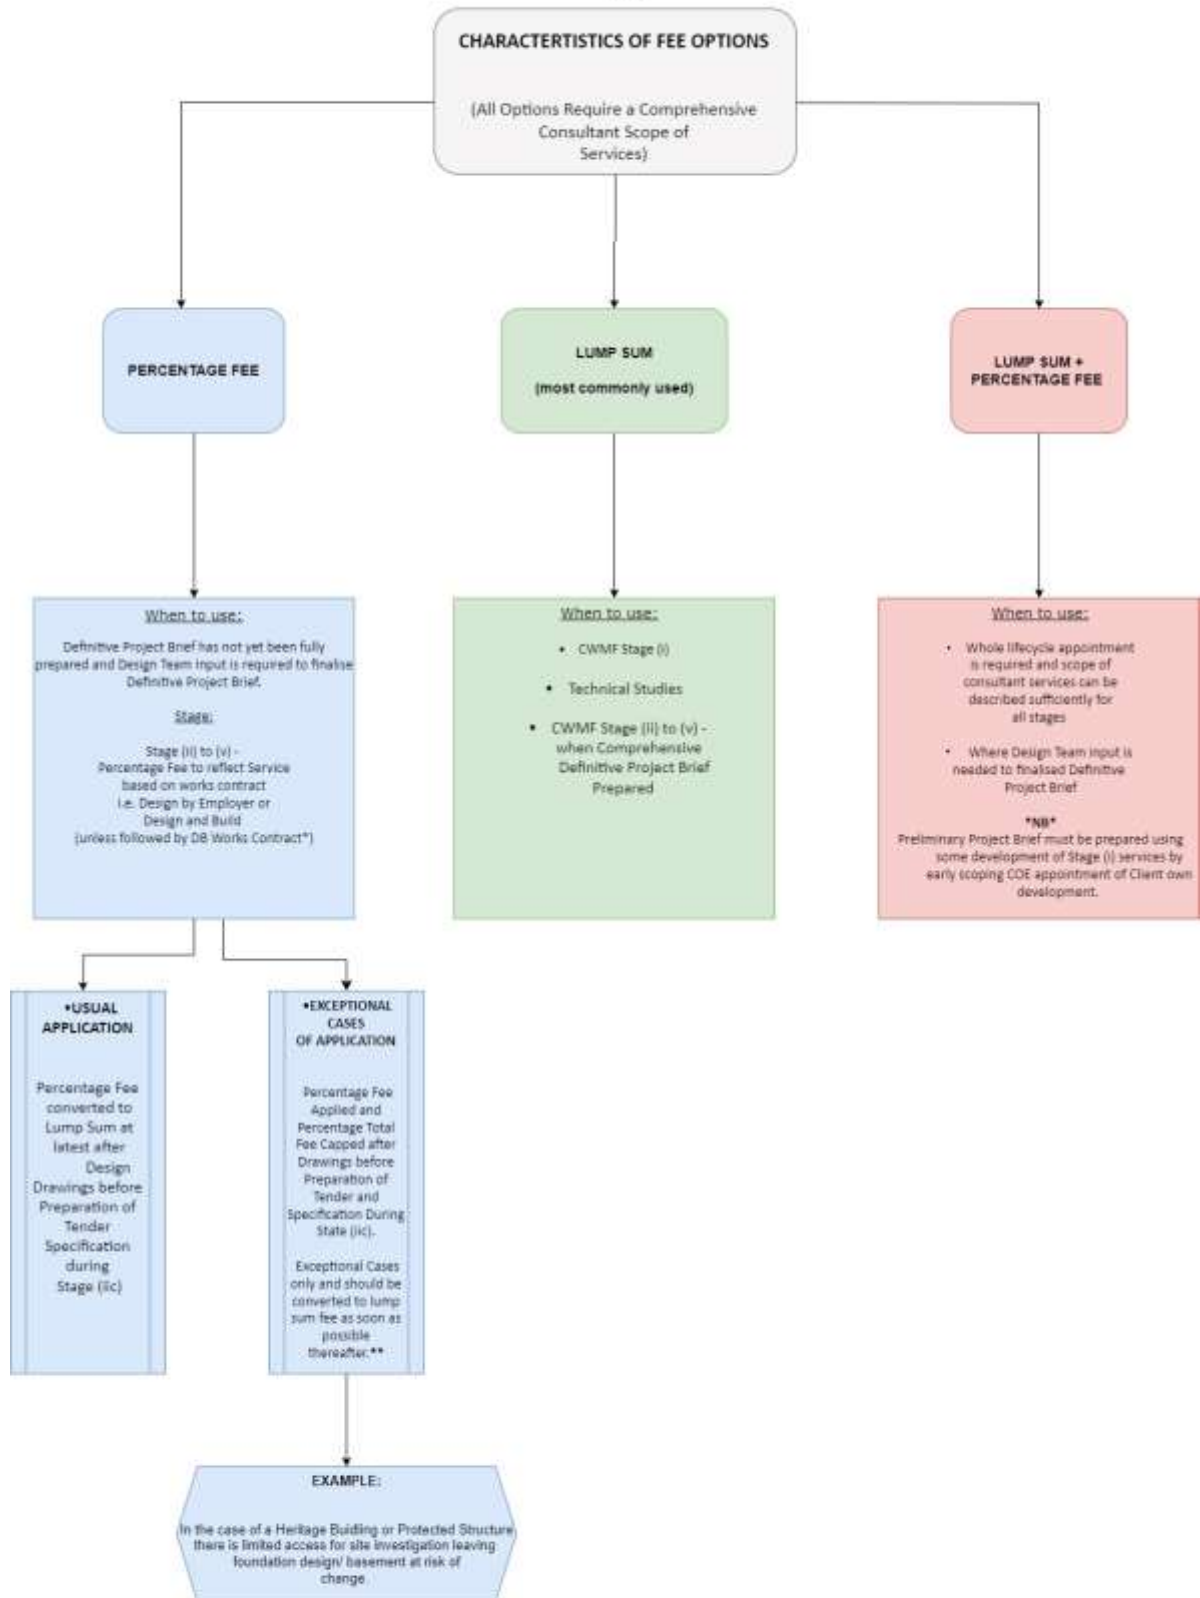 CHARACTERTISTICS OF FEE OPTIONS
(All Options Require a Comprehensive
Consultant Scope of
Services)
PERCENTAGE FEE
LUMP SUM
(most commonly used)
LUMP SUM +
PERCENTAGE FEE
When to use:
Definitive Project Brief has not yet been fully
prepared and Design Team input is required to finalise
Definitive Project Brief.
Stage:
Stage (ii) to (v) -
Percentage Fee to reflect Service
based on works contract
i.e. Design by Employer or
Design and Build
(unless followed by DB Works Contract*)
When to use:
• CWMF Stage (i)
• Technical Studies
• CWMF Stage (ii) to (v) -
when Comprehensive
Definitive Project Brief
Prepared
When to use:
• Whole lifecycle appointment
is required and scope of
consultant services can be
described sufficiently for
all stages
• Where Design Team input is
needed to finalised Definitive
Project Brief
*NB*
Preliminary Project Brief must be prepared using
some development of Stage (i) services by
early scoping COE appointment of Client own
development.
•USUAL
APPLICATION
Percentage Fee
converted to
Lump Sum at
latest after
Design
Drawings before
Preparation of
Tender
Specification
during
Stage (iic)
•EXCEPTIONAL
CASES
OF APPLICATION
Percentage Fee
Applied and
Percentage Total
Fee Capped after
Drawings before
Preparation of
Tender and
Specification During
State (iic).
Exceptional Cases
only and should be
converted to lump
sum fee as soon as
possible
thereafter.**
EXAMPLE:
In the case of a Heritage Buidling or Protected Structure
there is limited access for site investigation leaving
foundation design/ basement at risk of
change